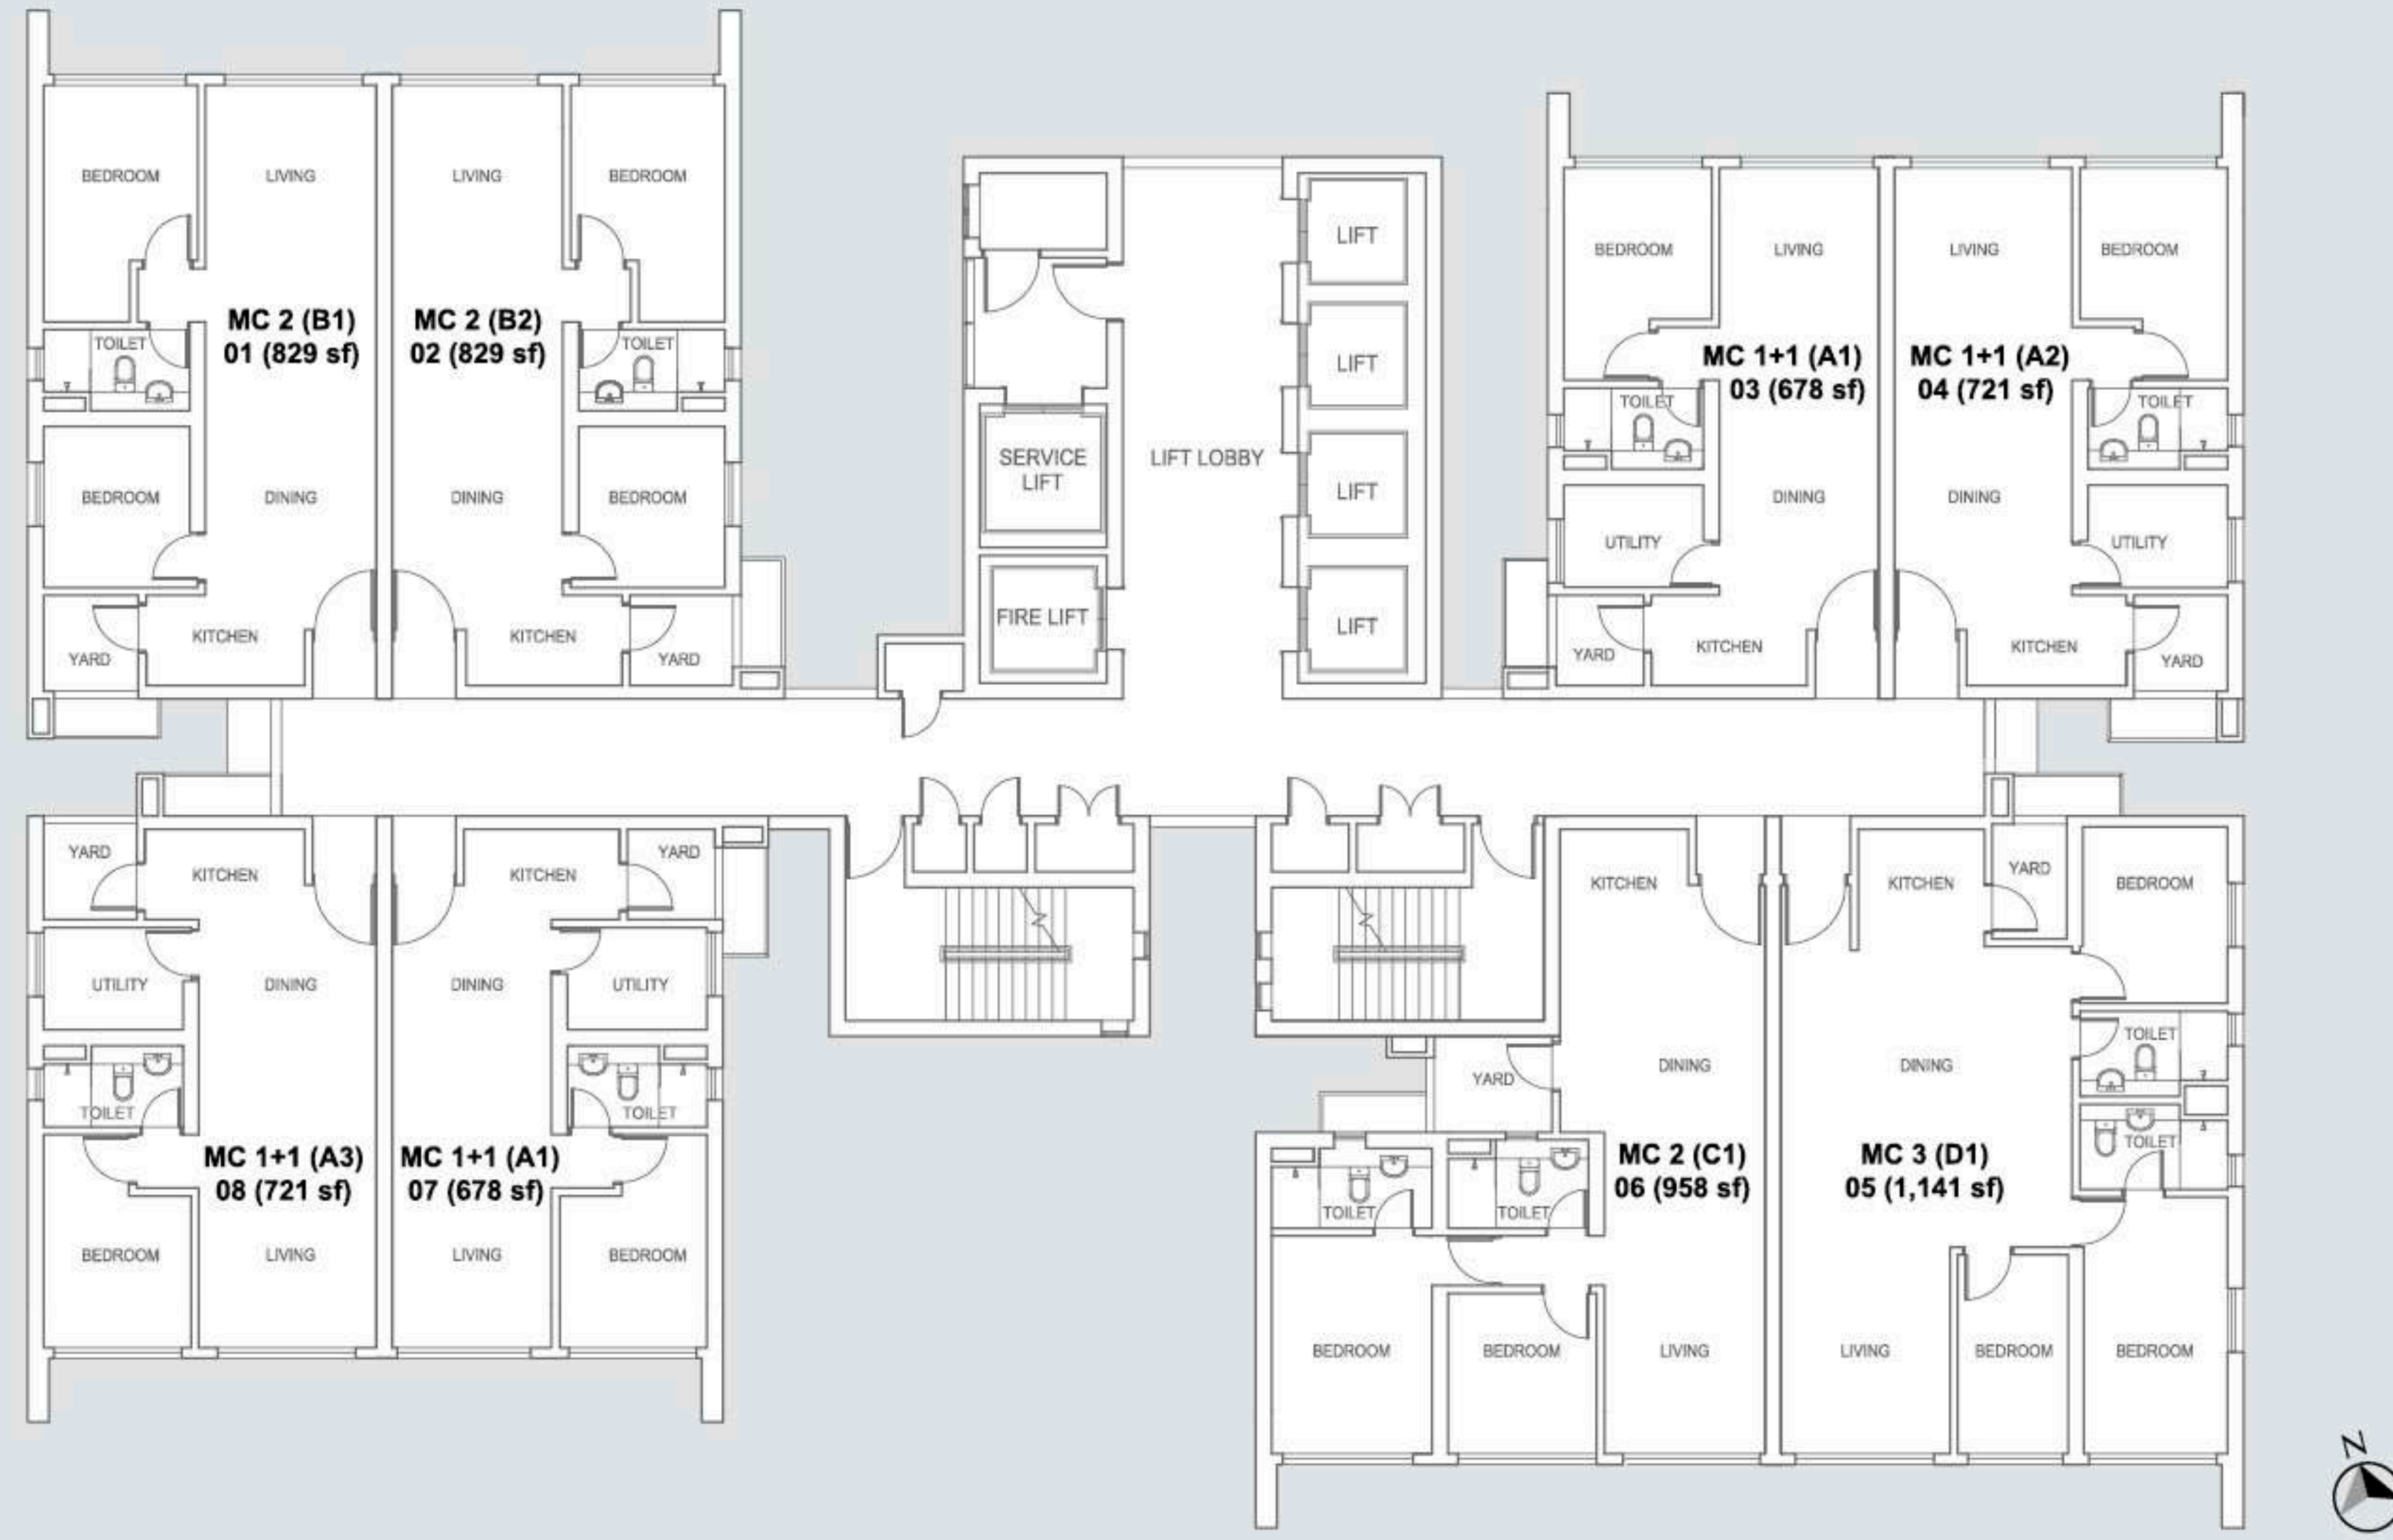 BEDROOM
LIVING
LIVING
BEDROOM
MC 2 (B1)
01 (829 sf)
MC 2 (B2)
02 (829 sf)
TOILET
TOILET
BEDROOM
DINING
DINING
BEDROOM
YARD
KITCHEN
KITCHEN
YARD
LIFT
LIFT
LIFT
LIFT
SERVICE
LIFT
LIFT LOBBY
FIRE LIFT
BEDROOM
LIVING
LIVING
BEDROOM
MC 1+1 (A1)
03 (678 sf)
MC 1+1 (A2)
04 (721 sf)
TOILET
TOILET
DINING
DINING
UTILITY
UTILITY
YARD
KITCHEN
KITCHEN
YARD
YARD
KITCHEN
KITCHEN
YARD
UTILITY
DINING
DINING
UTILITY
TOILET
TOILET
MC 1+1 (A3)
08 (721 sf)
MC 1+1 (A1)
07 (678 sf)
BEDROOM
LIVING
LIVING
BEDROOM
KITCHEN
KITCHEN
YARD
BEDROOM
YARD
DINING
DINING
TOILET
TOILET
MC 2 (C1)
06 (958 sf)
MC 3 (D1)
05 (1,141 sf)
TOILET
TOILET
BEDROOM
BEDROOM
LIVING
LIVING
BEDROOM
BEDROOM
N